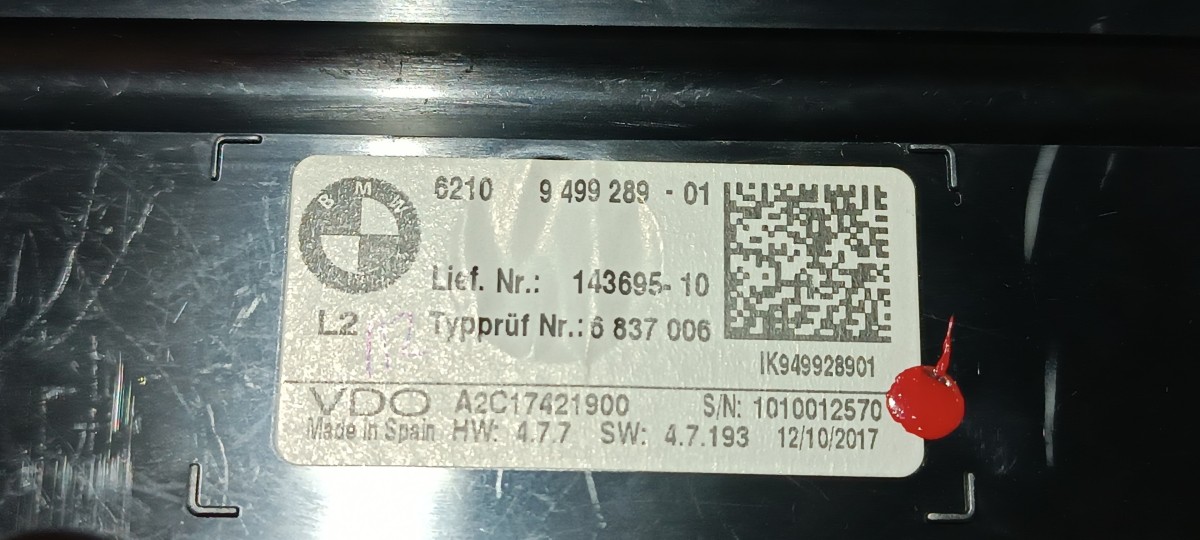 BMW
6210 9 499 289 - 01
Lief. Nr.: 143695-10
L2 Typprüf Nr.: 6 837 006
IK949928901
VDO A2C17421900 S/N: 1010012570
Made in Spain HW: 4.7.7 SW: 4.7.193 12/10/2017